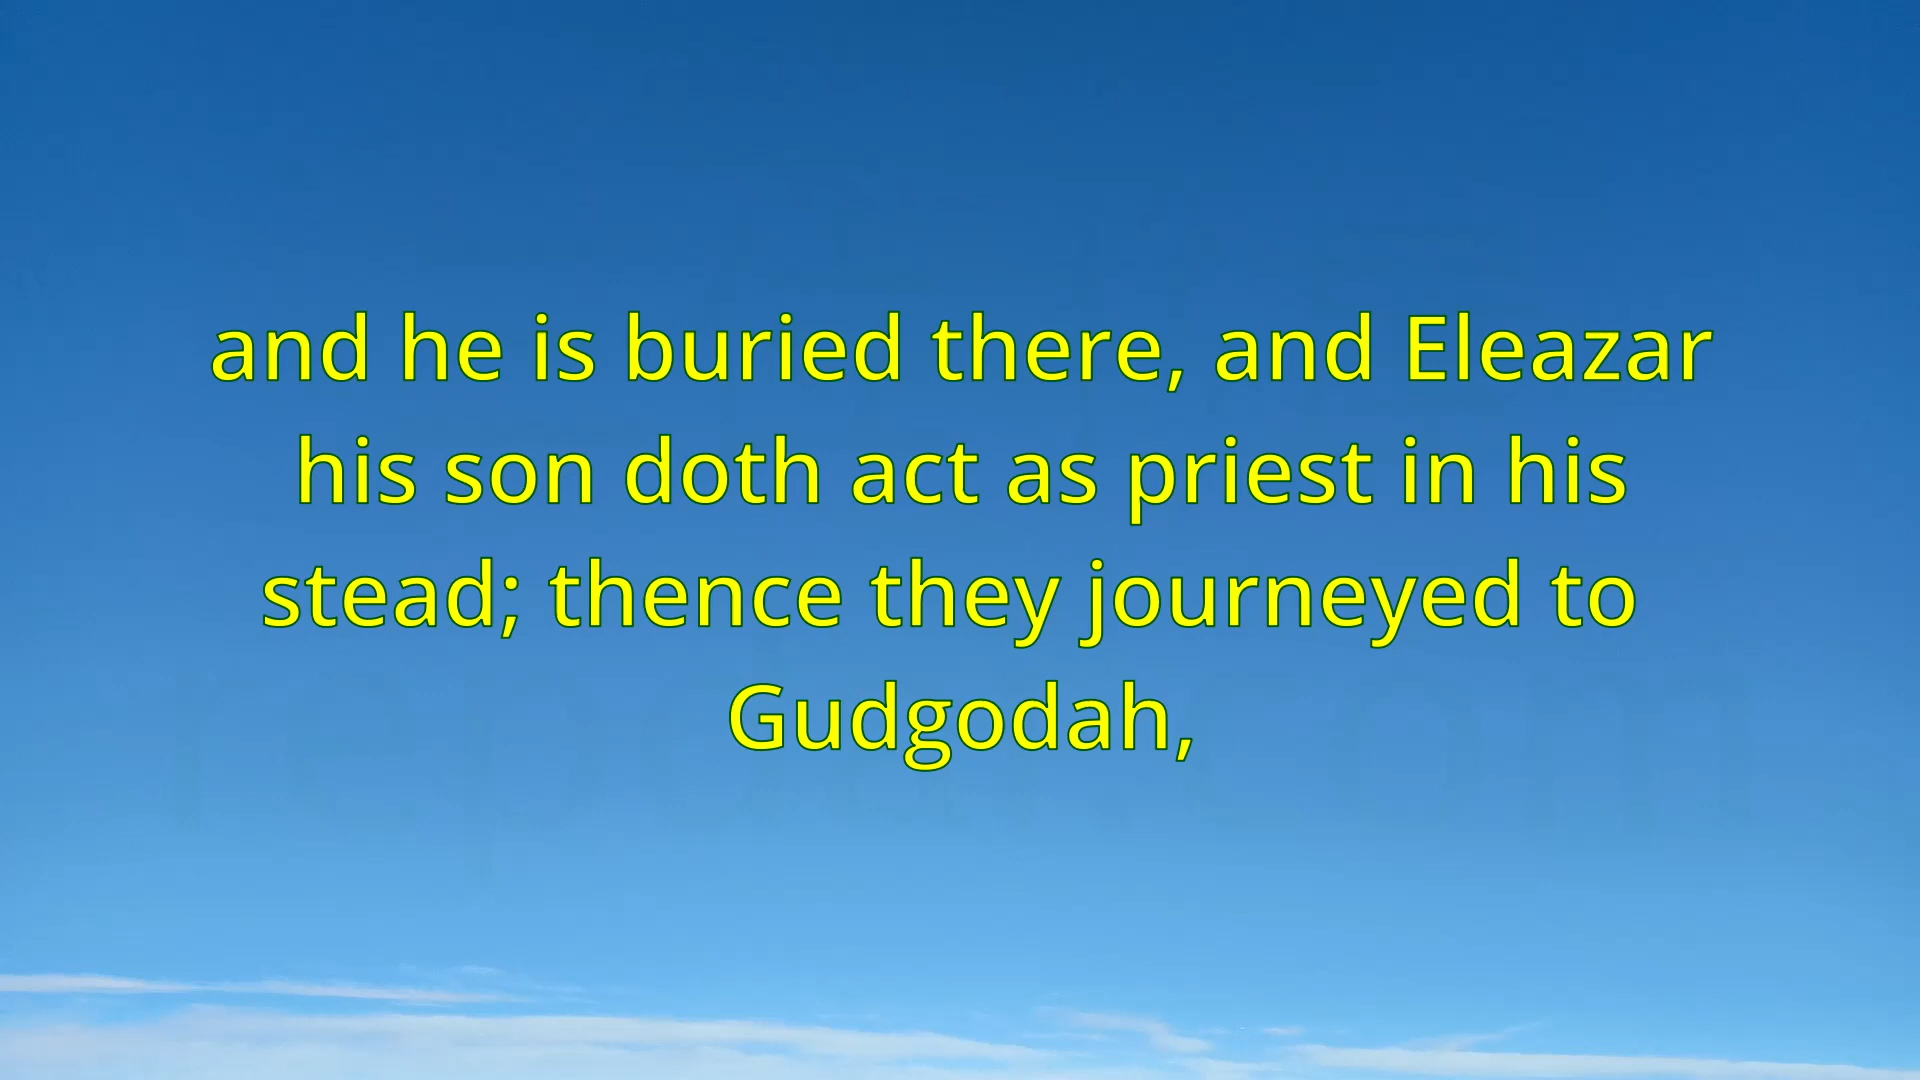 and he is buried there, and Eleazar
his son doth act as priest in his
stead; thence they journeyed to
Gudgodah,